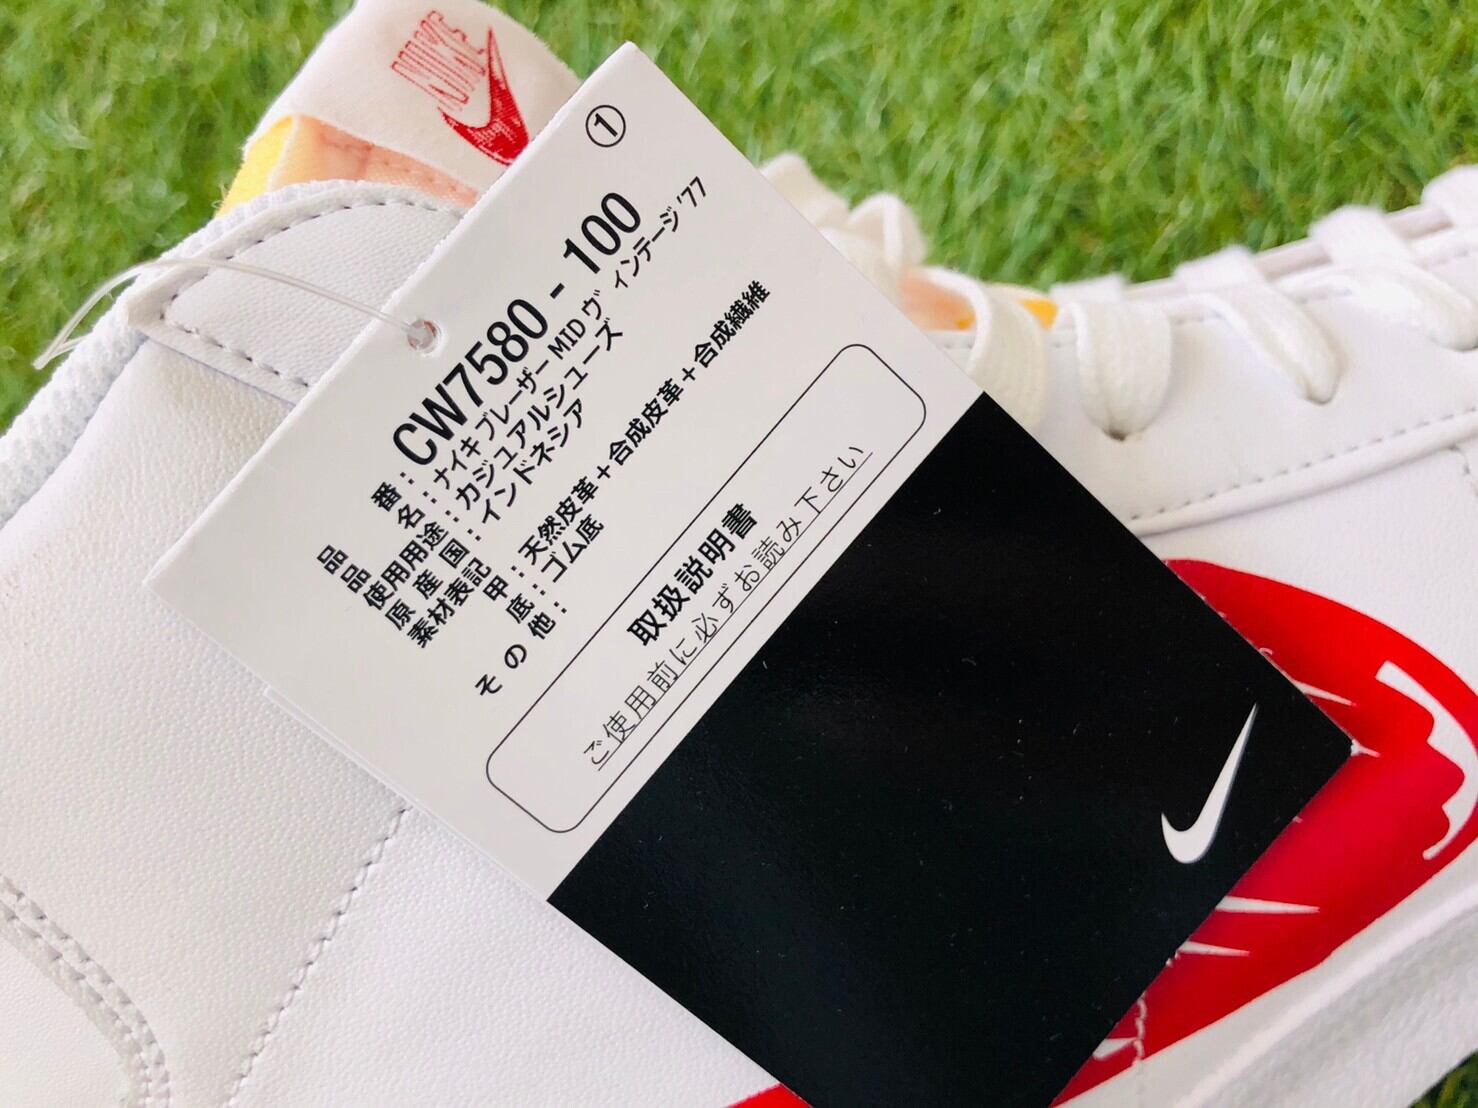 NIKE
①
品番：CW7580-100
品名：ナイキブレーザーMID ヴィンテージ'77
使用用途：カジュアルシューズ
原産国：インドネシア
素材表記
甲：天然皮革+合成皮革+合成繊維
底：ゴム底
その他：
取扱説明書
ご使用前に必ずお読み下さい